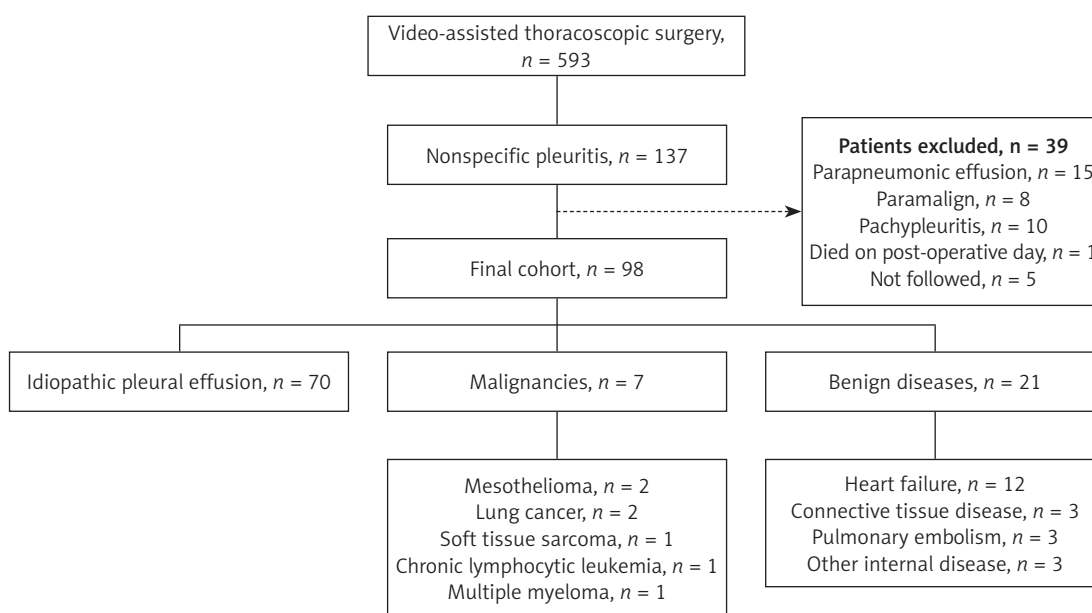 Video-assisted thoracoscopic surgery,
n = 593
Nonspecific pleuritis, n = 137
Patients excluded, n = 39
Parapneumonic effusion, n = 15
Paramalign, n = 8
Pachypleuritis, n = 10
Died on post-operative day, n = 1
Not followed, n = 5
Final cohort, n = 98
Idiopathic pleural effusion, n = 70
Malignancies, n = 7
Benign diseases, n = 21
Mesothelioma, n = 2
Lung cancer, n = 2
Soft tissue sarcoma, n = 1
Chronic lymphocytic leukemia, n = 1
Multiple myeloma, n = 1
Heart failure, n = 12
Connective tissue disease, n = 3
Pulmonary embolism, n = 3
Other internal disease, n = 3